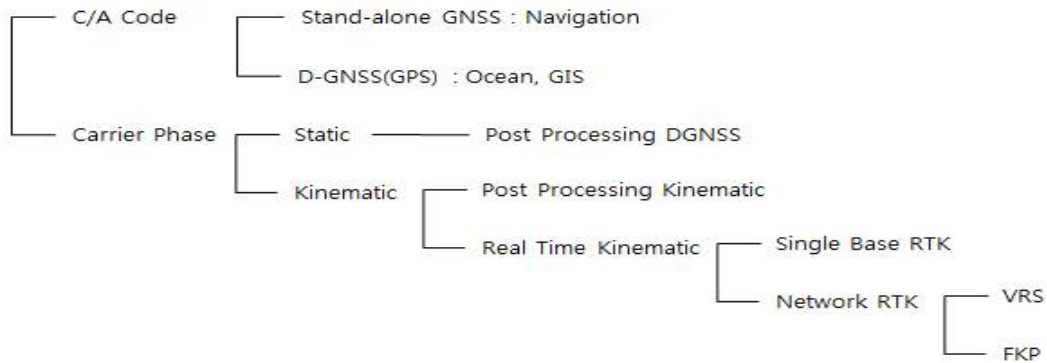 C/A Code
Stand-alone GNSS : Navigation
D-GNSS(GPS) : Ocean, GIS
Carrier Phase
Static
Post Processing DGNSS
Kinematic
Post Processing Kinematic
Real Time Kinematic
Single Base RTK
Network RTK
VRS
FKP